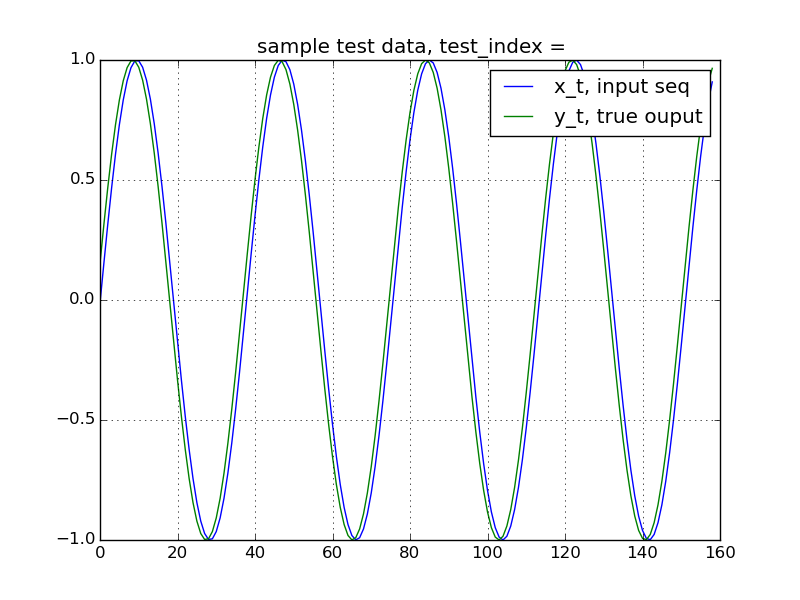 sample test data, test_index =
1.0
x_t, input seq
y_t, true ouput
0.5
0.0
−0.5
−1.0
0 20 40 60 80 100 120 140 160